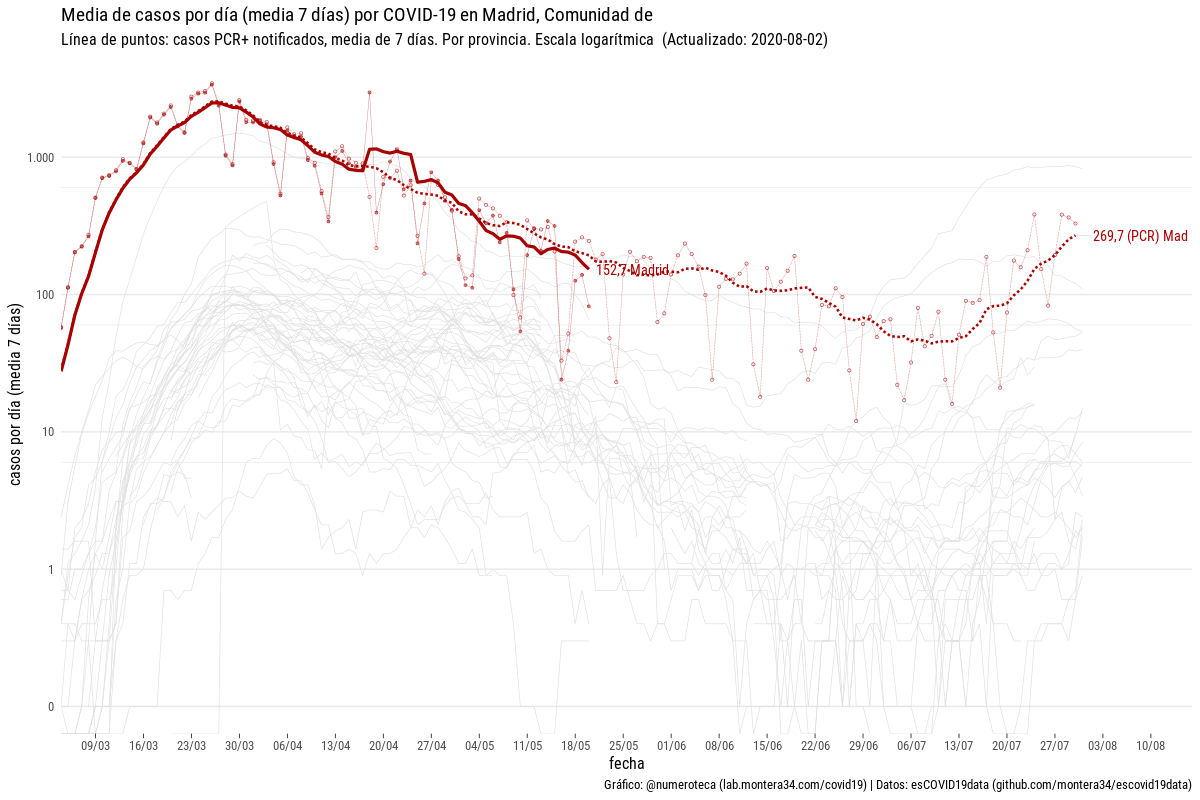 Media de casos por día (media 7 días) por COVID-19 en Madrid, Comunidad de
Línea de puntos: casos PCR+ notificados, media de 7 días. Por provincia. Escala logarítmica  (Actualizado: 2020-08-02)
casos por día (media 7 días)
1.000
100
10
1
0
269,7 (PCR) Mad
152,7 Madrid
09/03 16/03 23/03 30/03 06/04 13/04 20/04 27/04 04/05 11/05 18/05 25/05 01/06 08/06 15/06 22/06 29/06 06/07 13/07 20/07 27/07 03/08 10/08
fecha
Gráfico: @numeroteca (lab.montera34.com/covid19) | Datos: esCOVID19data (github.com/montera34/escovid19data)